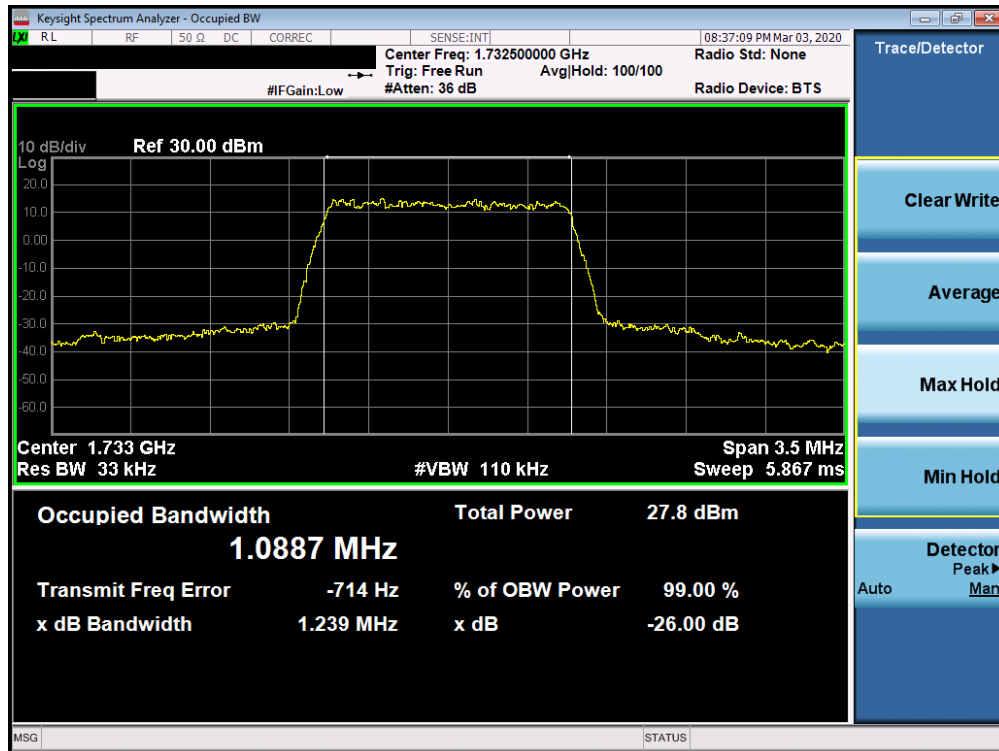 Keysight Spectrum Analyzer - Occupied BW
LXI RL RF 50 Ω DC CORREC SENSE:INT 08:37:09 PM Mar 03, 2020
Center Freq: 1.732500000 GHz Radio Std: None
Trig: Free Run Avg|Hold: 100/100
#IFGain:Low #Atten: 36 dB Radio Device: BTS
10 dB/div Ref 30.00 dBm
Log
20.0
10.0
0.00
-10.0
-20.0
-30.0
-40.0
-50.0
-60.0
Center 1.733 GHz Span 3.5 MHz
Res BW 33 kHz #VBW 110 kHz Sweep 5.867 ms
Occupied Bandwidth Total Power 27.8 dBm
1.0887 MHz
Transmit Freq Error -714 Hz % of OBW Power 99.00 %
x dB Bandwidth 1.239 MHz x dB -26.00 dB
MSG STATUS
Trace/Detector
Clear Write
Average
Max Hold
Min Hold
Detector
Peak▶
Auto Man